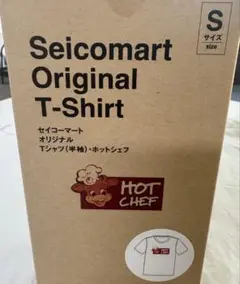 Seicomart
Original
T-Shirt
S
サイズ
size
セイコーマート
オリジナル
Tシャツ(半袖)・ホットシェフ
HOT
CHEF